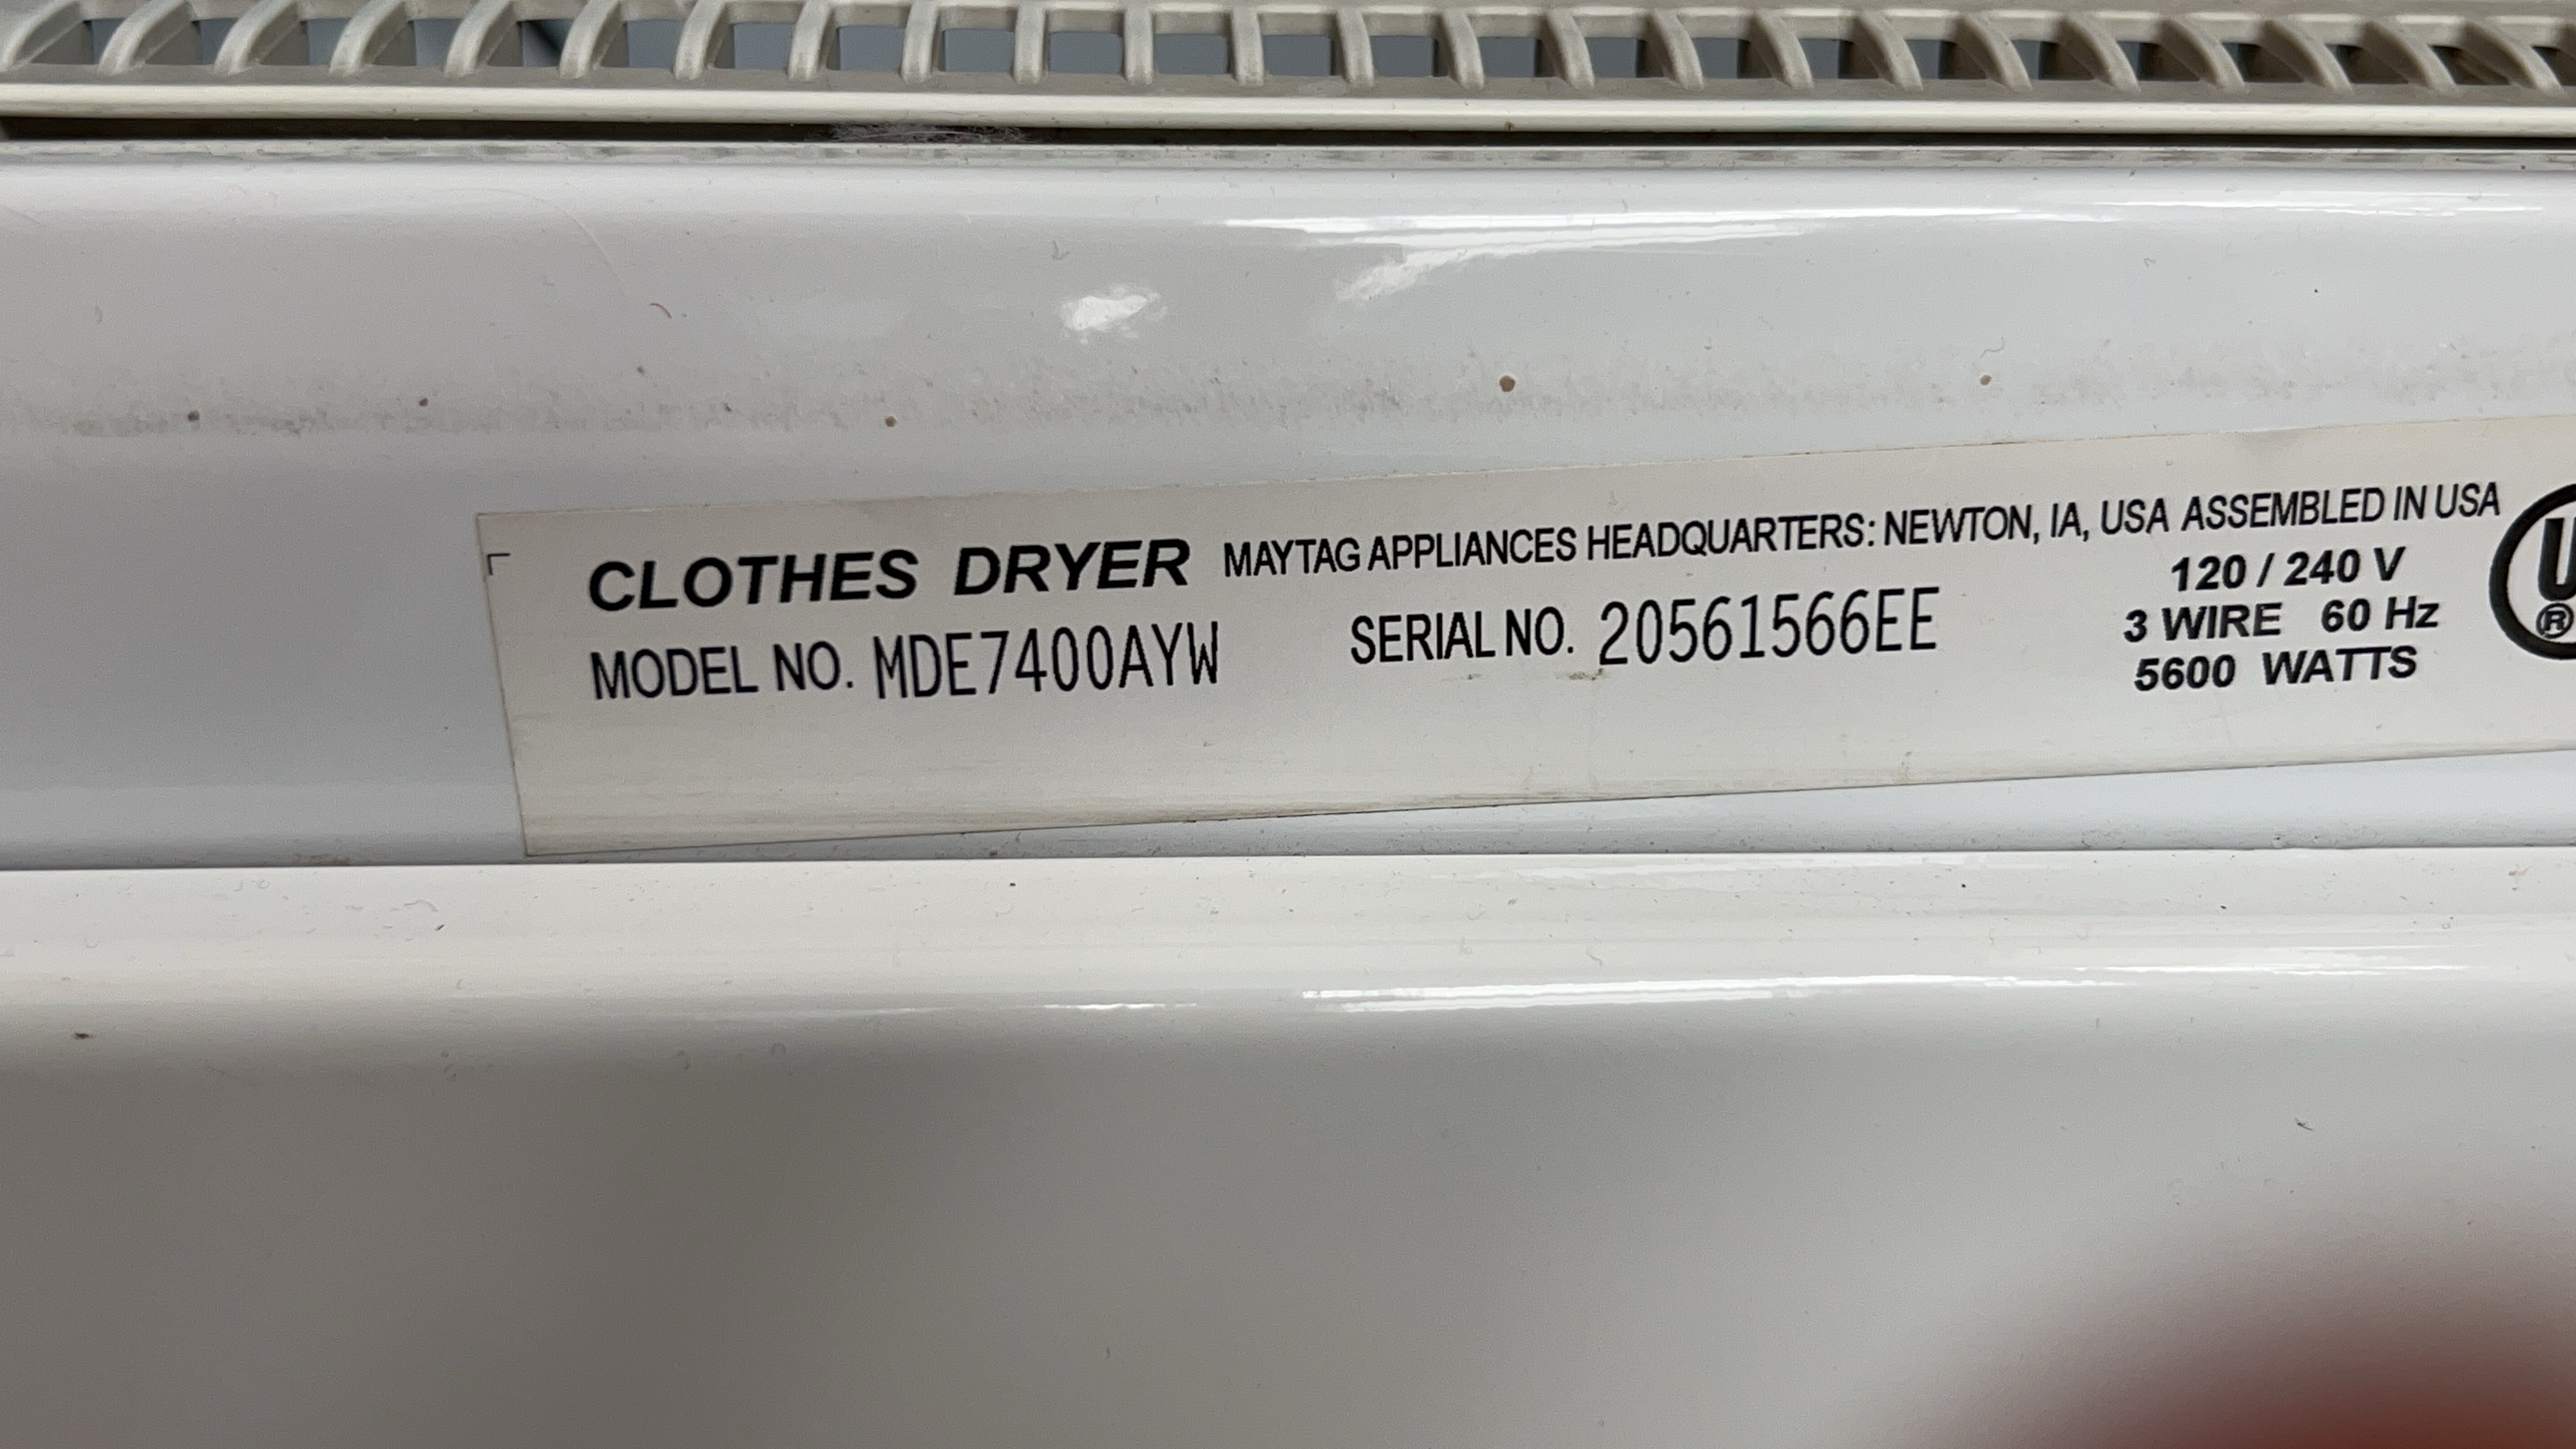 CLOTHES DRYER MAYTAG APPLIANCES HEADQUARTERS: NEWTON, IA, USA ASSEMBLED IN USA
MODEL NO. MDE7400AYW SERIAL NO. 20561566EE
120 / 240 V
3 WIRE 60 Hz
5600 WATTS
U
®